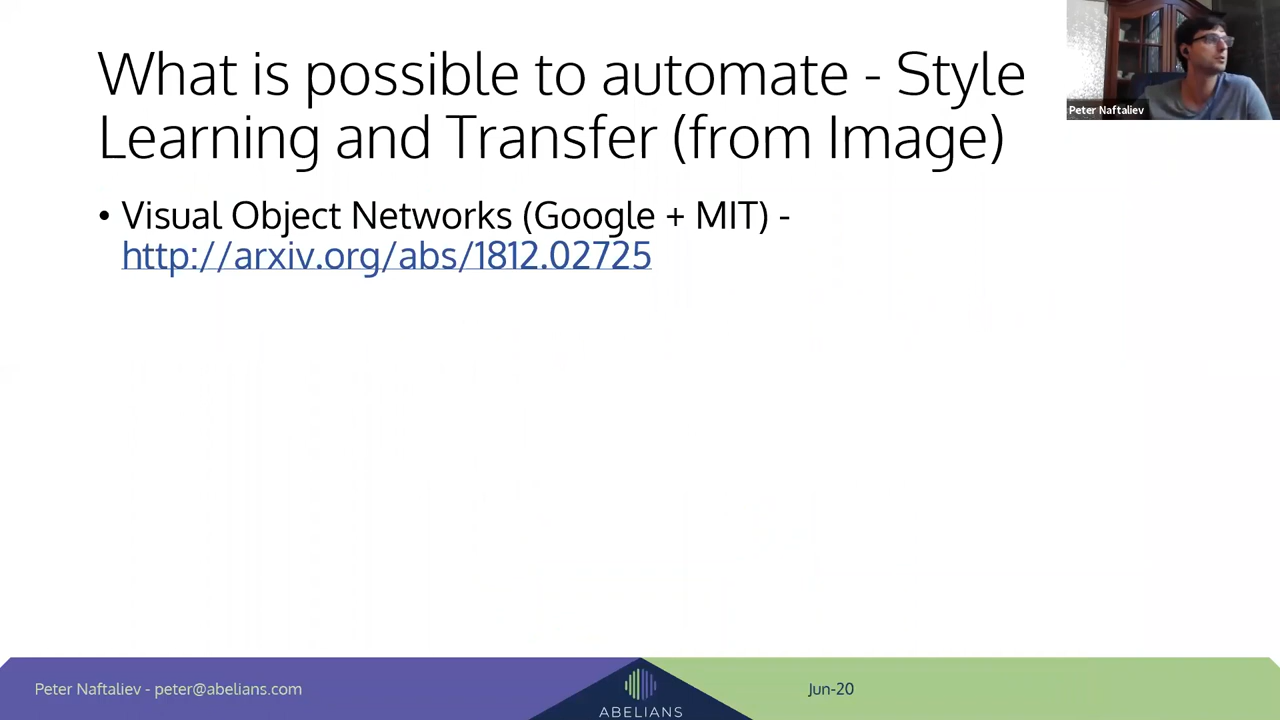 What is possible to automate - Style
Learning and Transfer (from Image)
Peter Naftaliev
• Visual Object Networks (Google + MIT) -
http://arxiv.org/abs/1812.02725
Peter Naftaliev - peter@abelians.com
ABELIANS
Jun-20